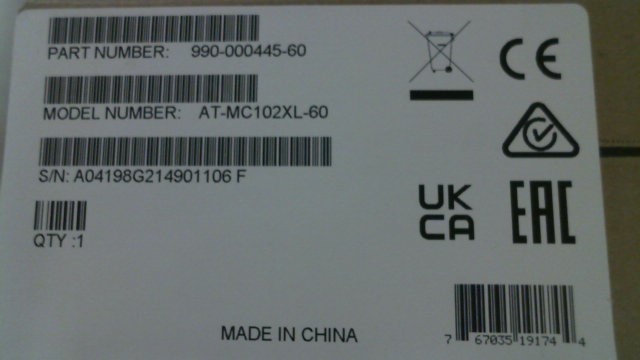 PART NUMBER: 990-000445-60
MODEL NUMBER: AT-MC102XL-60
S/N: A04198G214901106 F
QTY :1
CE
UK
CA
EAC
MADE IN CHINA
7 67035 19174 4